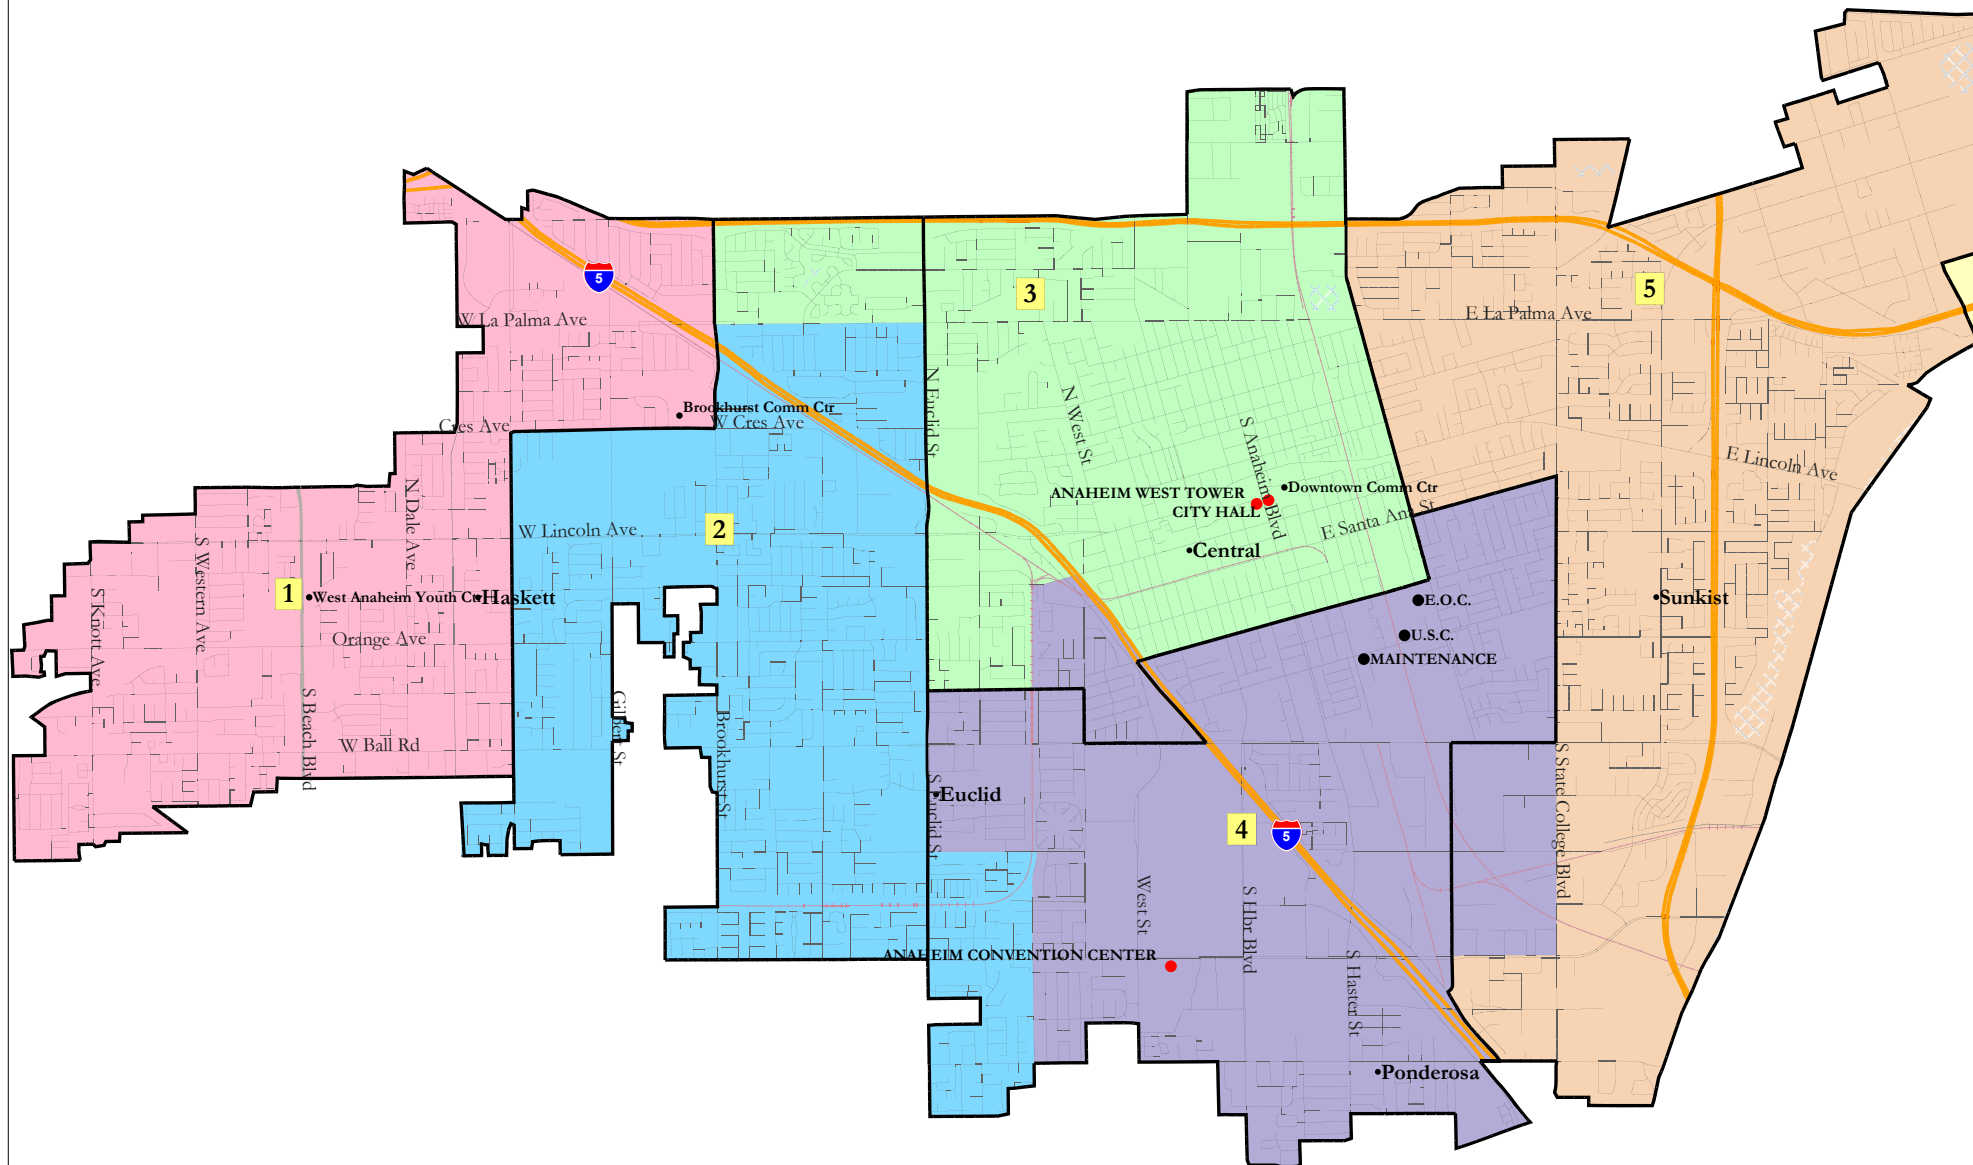 5
3
5
W La Palma Ave
E La Palma Ave
Brookhurst Comm Ctr
W Cres Ave
Cres Ave
N Euclid St
N West St
S Anaheim Blvd
E Lincoln Ave
N Dale Ave
ANAHEIM WEST TOWER
Downtown Comm Ctr
CITY HALL
E Santa Ana St
W Lincoln Ave
2
Central
S Western Ave
S Knott Ave
1
West Anaheim Youth Ctr
Haskett
E.O.C.
Sunkist
Orange Ave
U.S.C.
MAINTENANCE
S Beach Blvd
Gilbert St
Brookhurst St
W Ball Rd
S State College Blvd
Euclid
S Euclid St
4
5
West St
S Hbr Blvd
S Haster St
ANAHEIM CONVENTION CENTER
Ponderosa